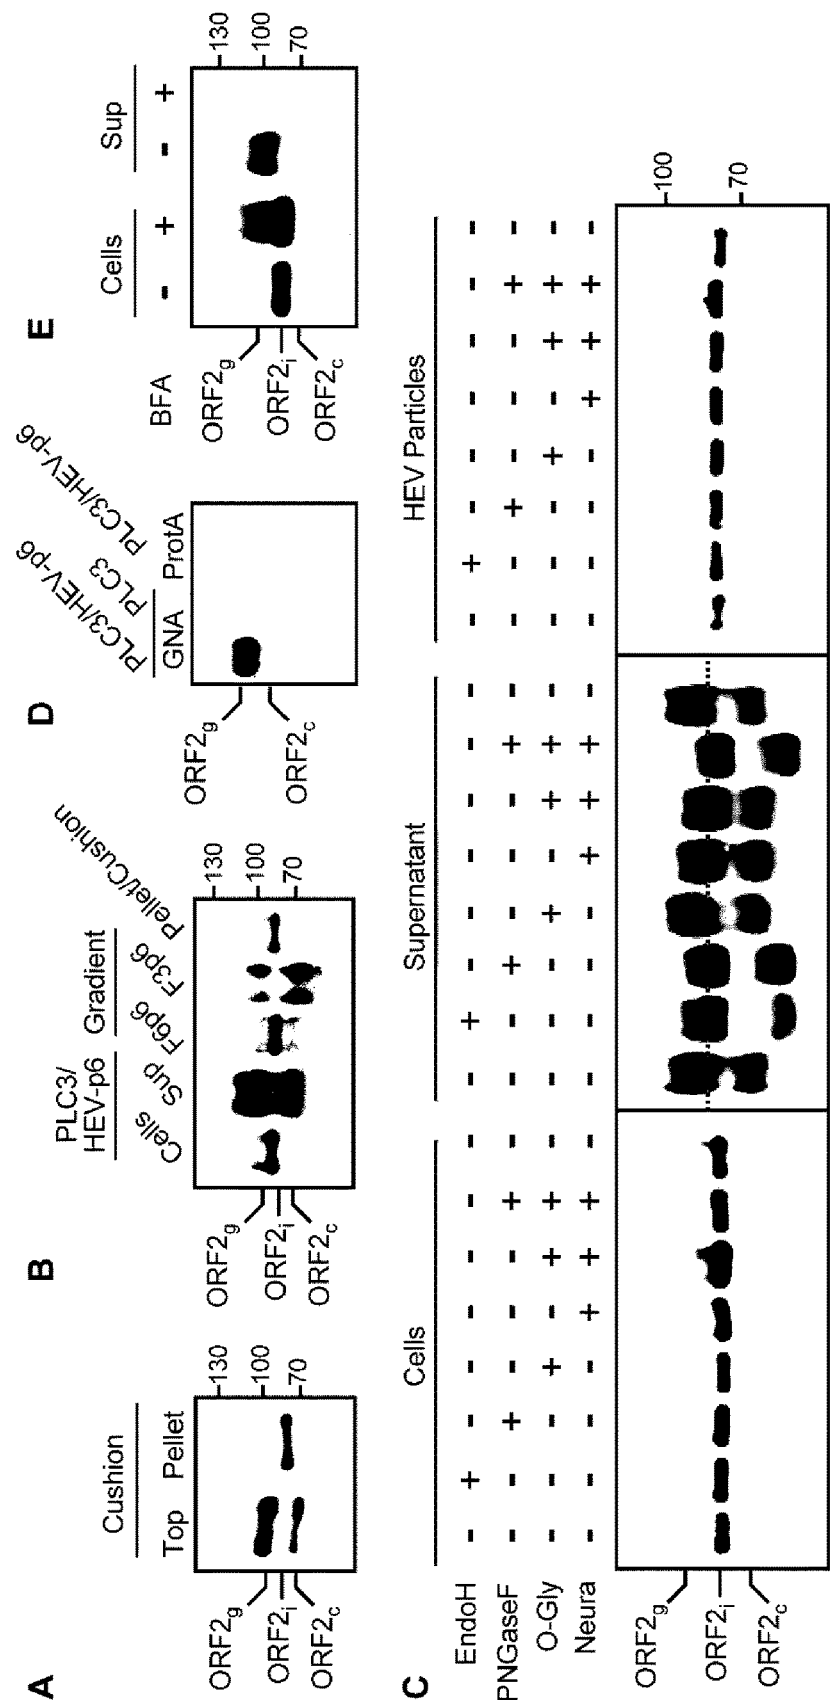 A
Cushion
Top Pellet
ORF2g
ORF2i
ORF2c
130
100
70
B
PLC3/
HEV-p6
Gradient
Cells
Sup
F6p6
F3p6
Pellet/Cushion
ORF2g
ORF2i
ORF2c
130
100
70
D
PLC3/HEV-p6
PLC3
PLC3/HEV-p6
GNA ProtA
ORF2g
ORF2c
E
Cells Sup
BFA - + - +
ORF2g
ORF2i
ORF2c
130
100
70
C
Cells Supernatant HEV Particles
EndoH - + - - - - - - - + - - - - - - - + - - - - - -
PNGaseF - - + - - - + - - - + - - - + - - - + - - - + -
O-Gly - - - + - + + - - - - + - + + - - - - + - + + -
Neura - - - - + + + - - - - - + + + - - - - - + + + -
ORF2g
ORF2i
ORF2c
100
70